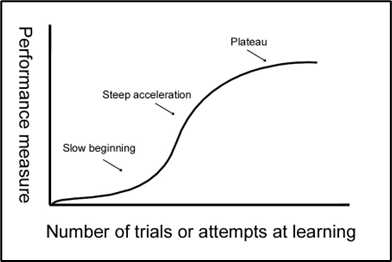 Plateau
Steep acceleration
Slow beginning
Performance measure
Number of trials or attempts at learning